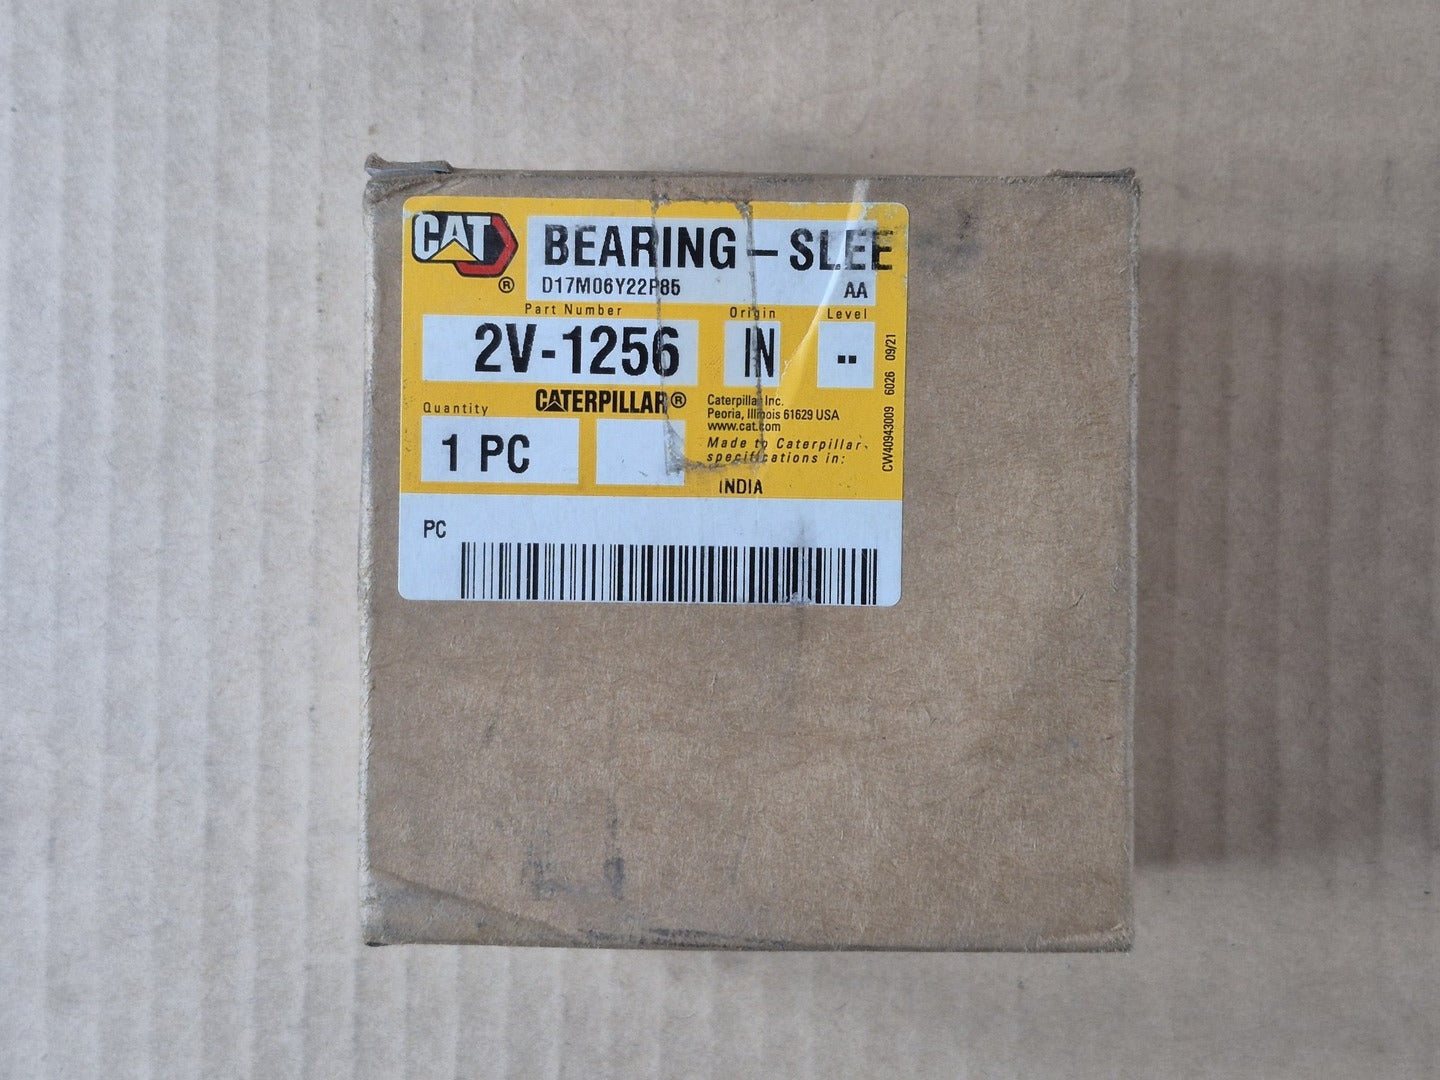 CAT
®
BEARING - SLEE
D17M06Y22P85 AA
Part Number Origin Level
2V-1256 IN --
CATERPILLAR®
Quantity
1 PC
Caterpillar Inc.
Peoria, Illinois 61629 USA
www.cat.com
Made to Caterpillar
specifications in:
INDIA
CW40943009 6026 09/21
PC